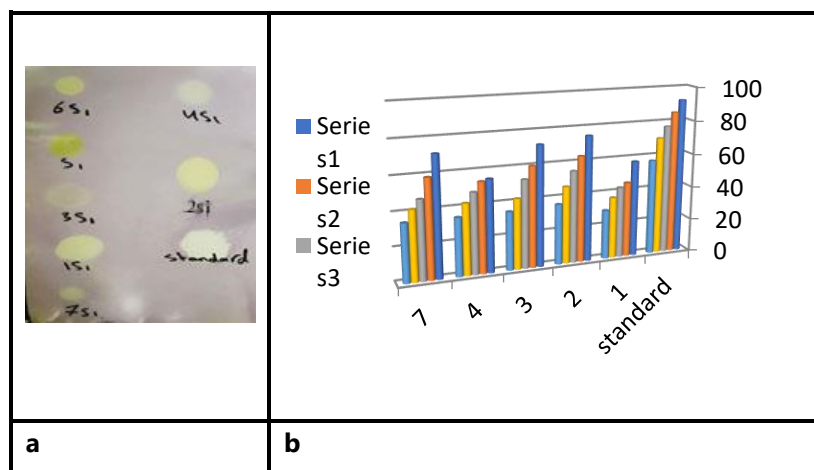 6S1
4S1
S1
3S1
2Si
1S1
standard
7S1
Serie
s1
Serie
s2
Serie
s3
100
80
60
40
20
0
7
4
3
2
1
standard
a
b